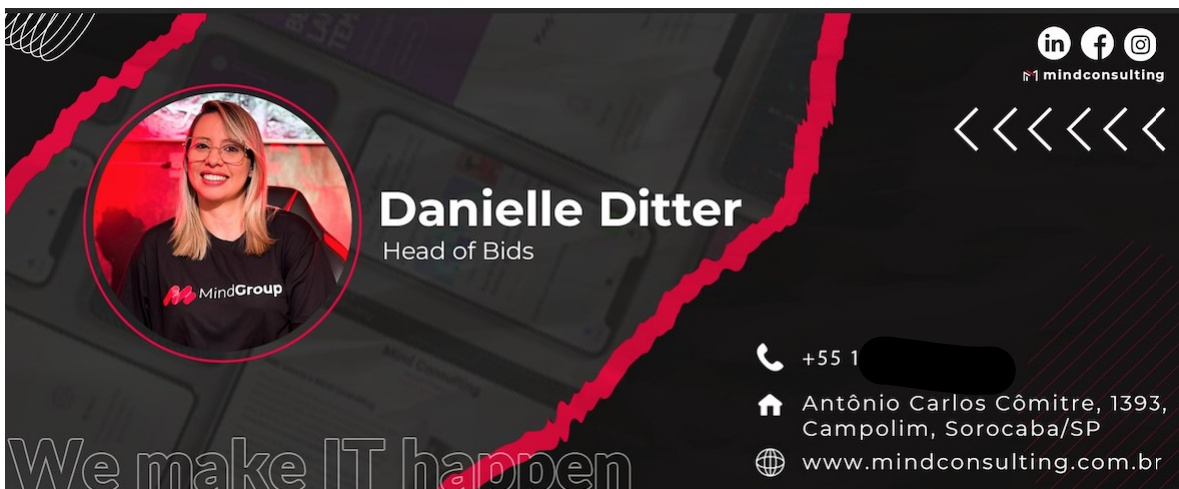 in
mindconsulting
Danielle Ditter
Head of Bids
MindGroup
+55 1
Antônio Carlos Cômitre, 1393,
Campolim, Sorocaba/SP
www.mindconsulting.com.br
We make IT happen